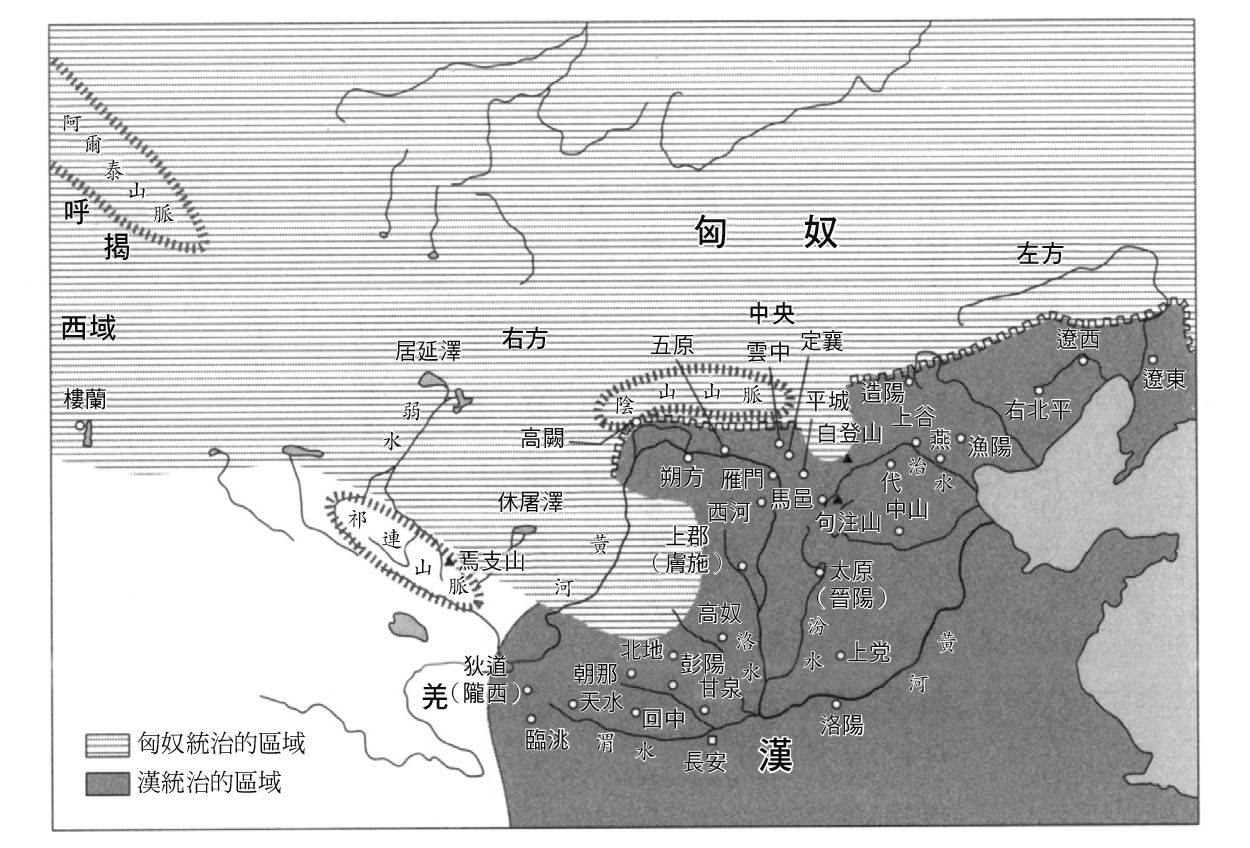 阿爾泰山脈
呼揭
匈奴
左方
西域
中央
右方
五原
雲中
定襄
居延澤
遼西
遼東
樓蘭
弱水
陰山山脈
平城
造陽
上谷
右北平
高闕
自登山
燕
漁陽
朔方
雁門
治水
代
馬邑
休屠澤
西河
句注山
中山
祁連山脈
焉支山
黃河
上郡
(膚施)
太原
(晉陽)
高奴
洛水
汾水
黃河
北地
彭陽
上党
狄道
(隴西)
羌
朝那
甘泉
天水
回中
臨洮
渭水
長安
洛陽
漢
匈奴統治的區域
漢統治的區域